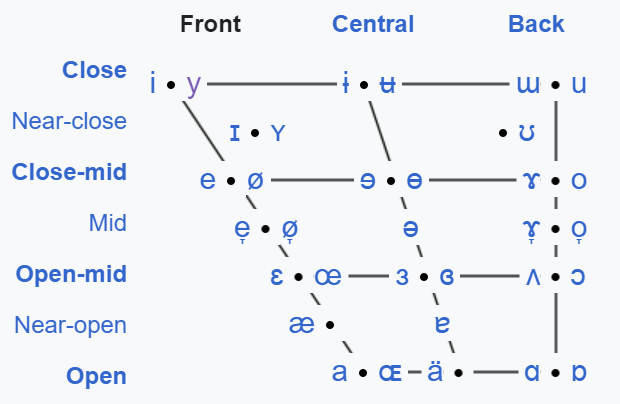 Front Central Back
Close i • y ɨ • ʉ ɯ • u
Near-close ɪ • ʏ • ʊ
Close-mid e • ø ɘ • ɵ ɤ • o
Mid e̞ • ø̞ ə ɤ̞ • o̞
Open-mid ɛ • œ ɜ • ɞ ʌ • ɔ
Near-open æ • ɐ
Open a • ɶ ä • ɑ • ɒ